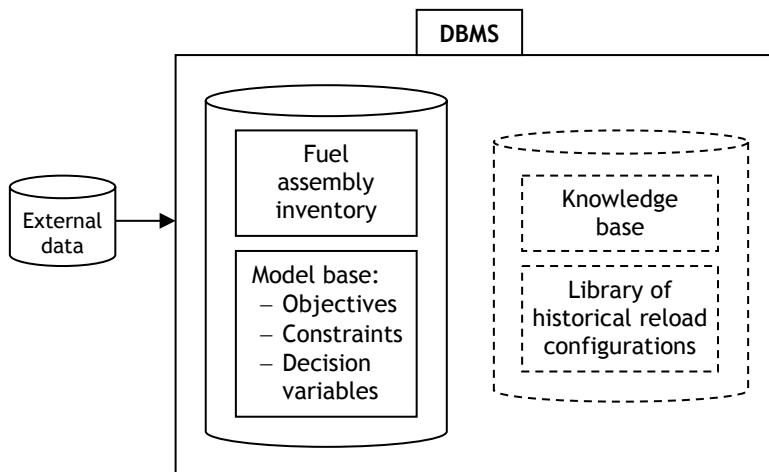 DBMS
External
data
Fuel
assembly
inventory
Model base:
– Objectives
– Constraints
– Decision
variables
Knowledge
base
Library of
historical reload
configurations